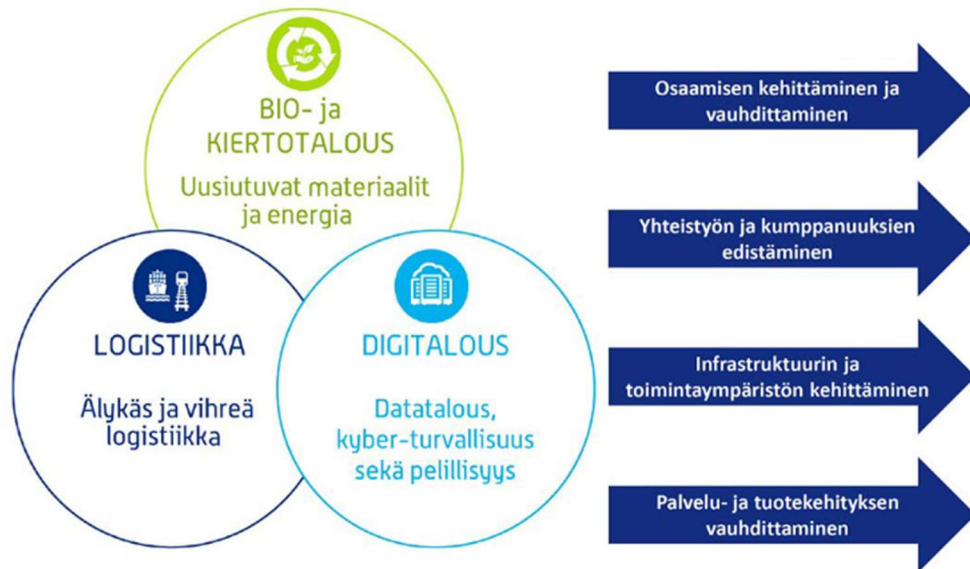 BIO- ja
KIERTOTALOUS
Uusiutuvat materiaalit
ja energia
LOGISTIIKKA
Älykäs ja vihreä
logistiikka
DIGITALOUS
Datatalous,
kyber-turvallisuus
sekä pelillisyys
Osaamisen kehittäminen ja
vauhdittaminen
Yhteistyön ja kumppanuuksien
edistäminen
Infrastruktuurin ja
toimintaympäristön kehittäminen
Palvelu- ja tuotekehityksen
vauhdittaminen